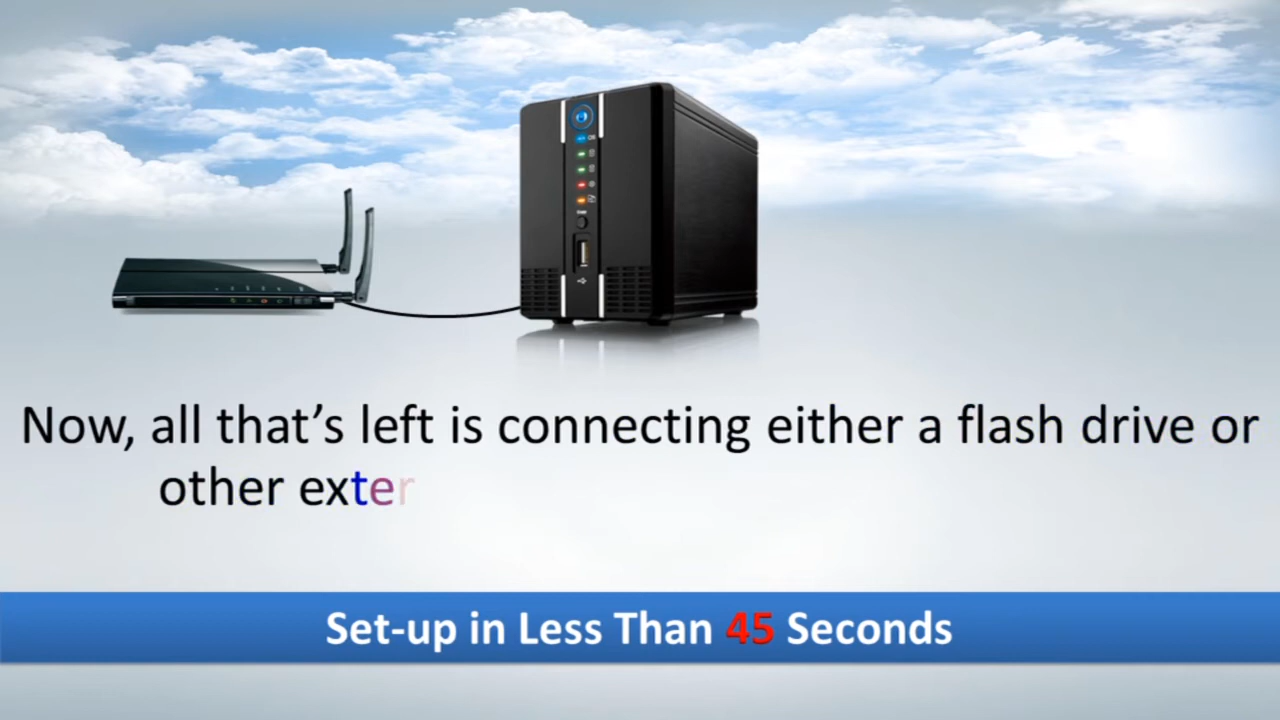 Now, all that's left is connecting either a flash drive or
other exter
Set-up in Less Than 45 Seconds